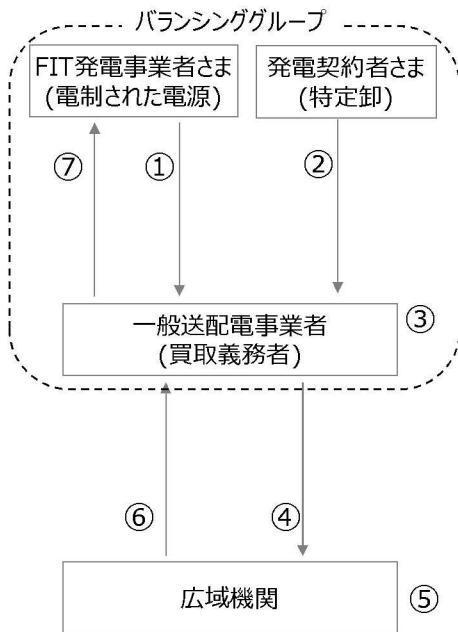 バランシンググループ
FIT発電事業者さま
(電制された電源)
発電契約者さま
(特定卸)
⑦
①
②
一般送配電事業者
(買取義務者)
③
⑥
④
広域機関
⑤